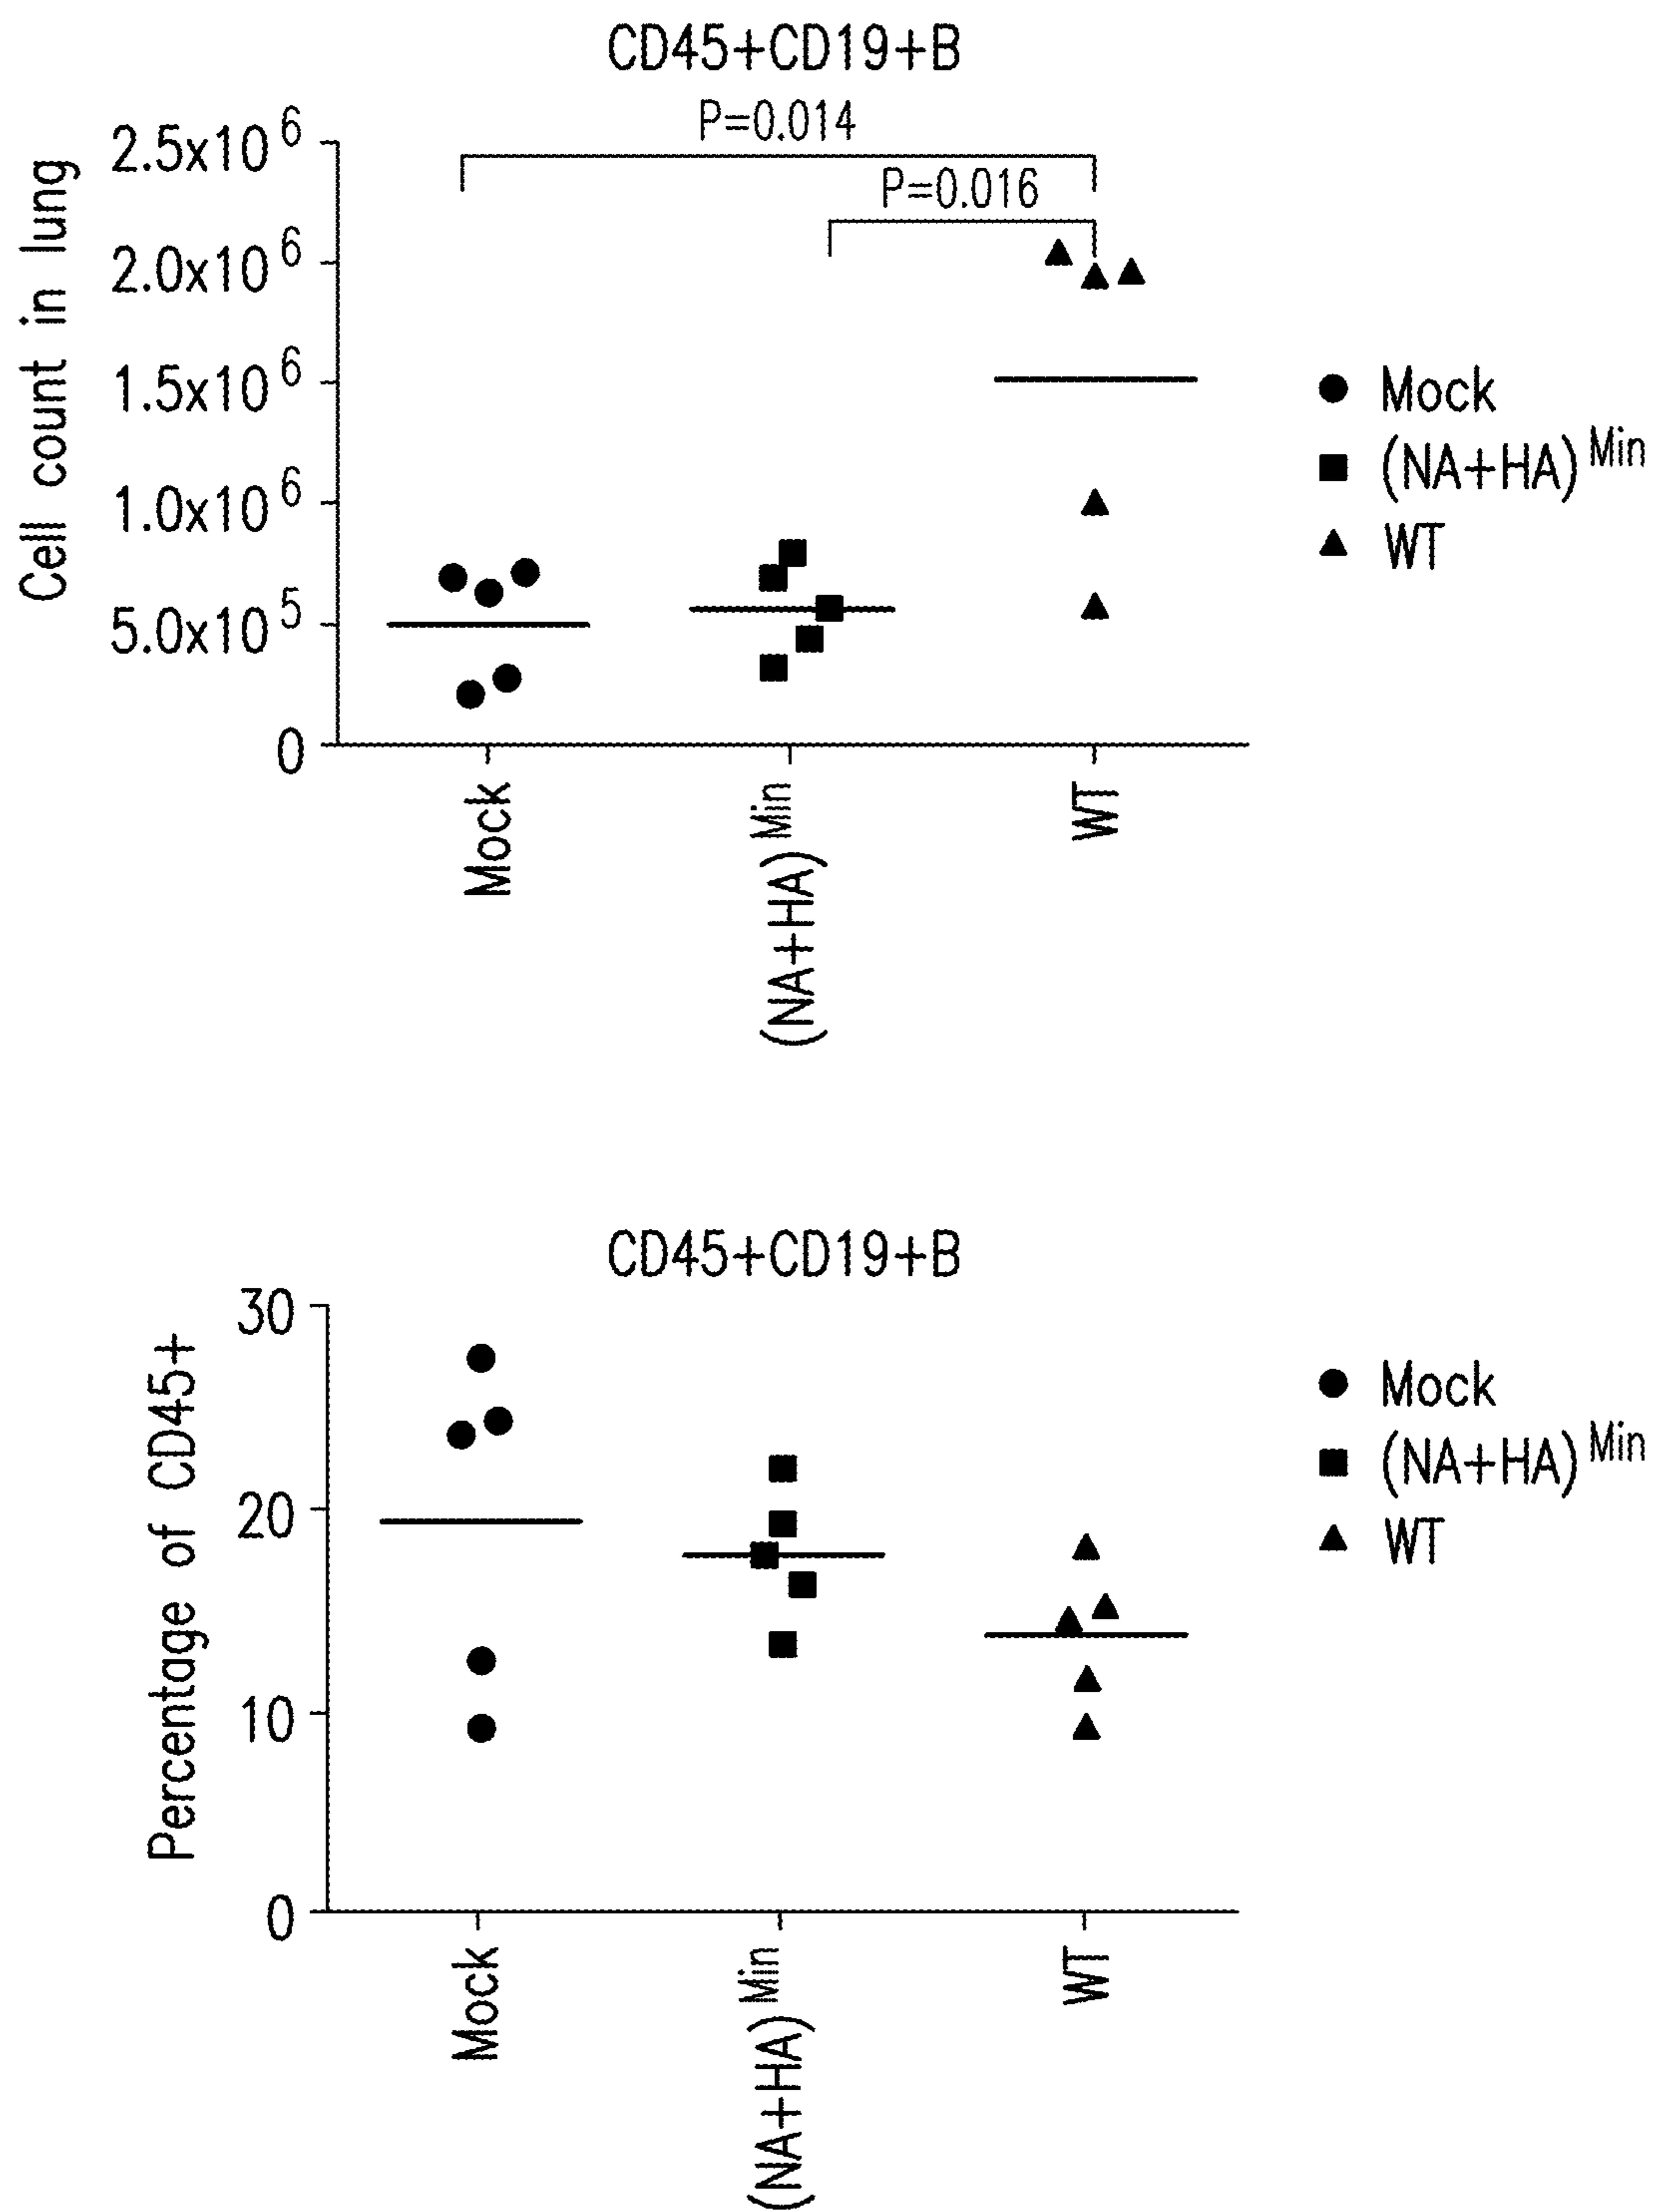 CD45+CD19+B
P=0.014
P=0.016
Cell count in lung
2.5x10^6
2.0x10^6
1.5x10^6
1.0x10^6
5.0x10^5
0
Mock
(NA+HA)^Min
WT
Mock
(NA+HA)^Min
WT
CD45+CD19+B
Percentage of CD45+
30
20
10
0
Mock
(NA+HA)^Min
WT
Mock
(NA+HA)^Min
WT